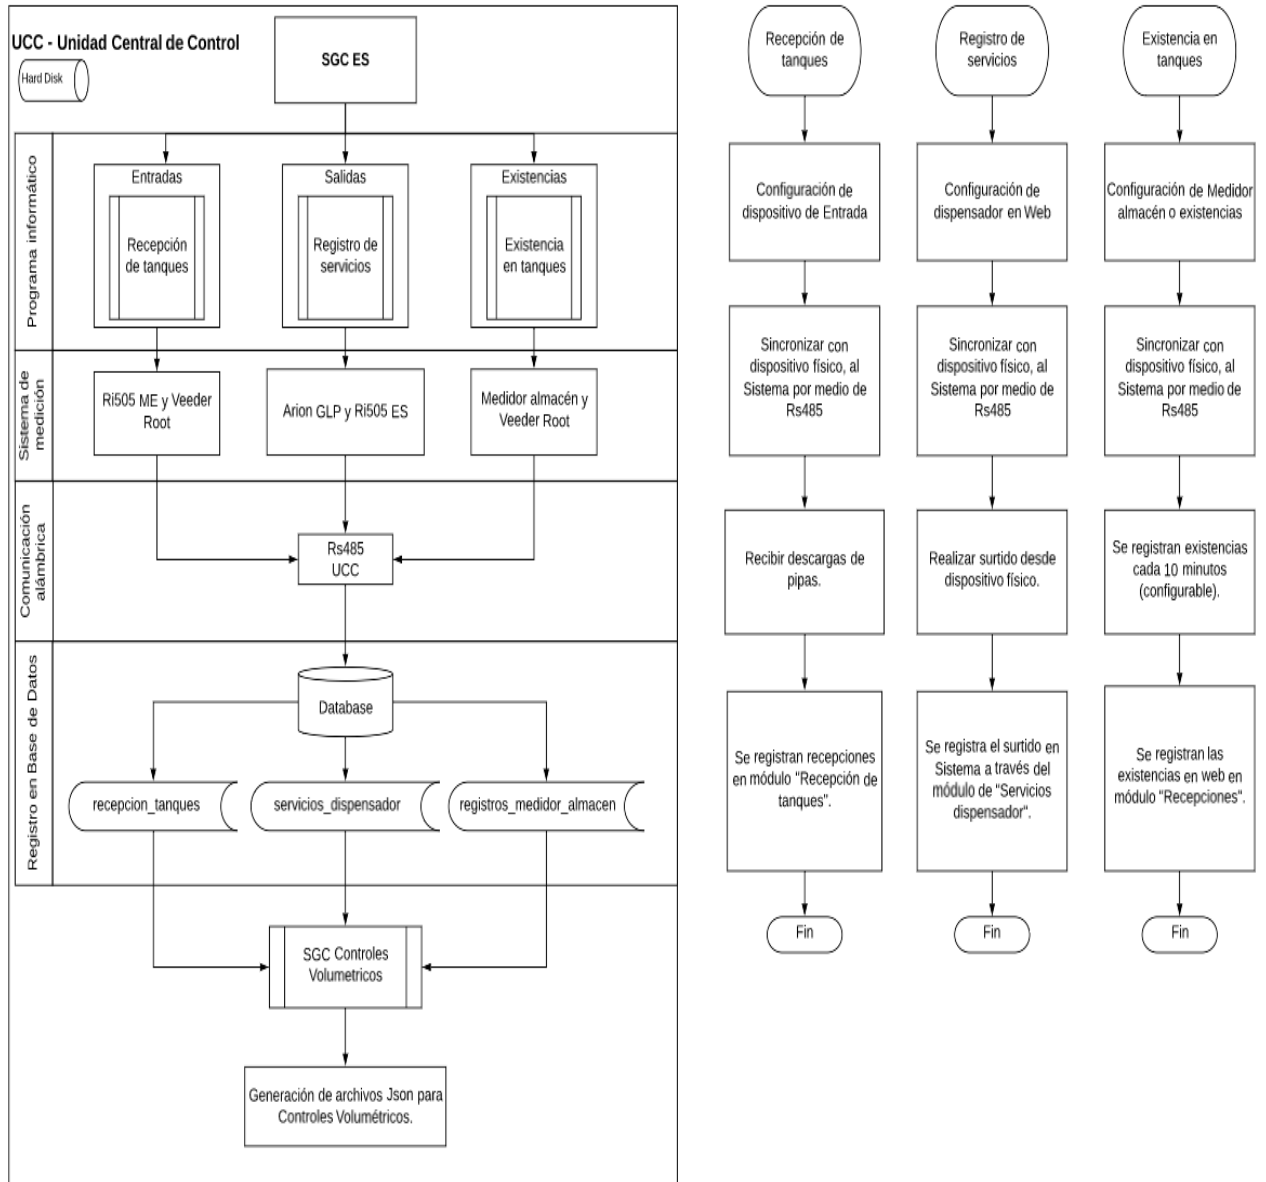 UCC - Unidad Central de Control
Hard Disk
SGC ES
Programa informático
Entradas
Recepción
de tanques
Salidas
Registro de
servicios
Existencias
Existencia
en tanques
Sistema de
medición
Ri505 ME y Veeder
Root
Arion GLP y Ri505 ES
Medidor almacén y
Veeder Root
Comunicación
alámbrica
Rs485
UCC
Registro en Base de Datos
Database
recepcion_tanques
servicios_dispensador
registros_medidor_almacen
SGC Controles
Volumetricos
Generación de archivos Json para
Controles Volumétricos.
Recepción de
tanques
Configuración de
dispositivo de Entrada
Sincronizar con
dispositivo físico, al
Sistema por medio de
Rs485
Recibir descargas de
pipas.
Se registran recepciones
en módulo "Recepción de
tanques".
Fin
Registro de
servicios
Configuración de
dispensador en Web
Sincronizar con
dispositivo físico, al
Sistema por medio de
Rs485
Realizar surtido desde
dispositivo físico.
Se registra el surtido en
Sistema a través del
módulo de "Servicios
dispensador".
Fin
Existencia en
tanques
Configuración de Medidor
almacén o existencias
Sincronizar con
dispositivo físico, al
Sistema por medio de
Rs485
Se registran existencias
cada 10 minutos
(configurable).
Se registran las
existencias en web en
módulo "Recepciones".
Fin